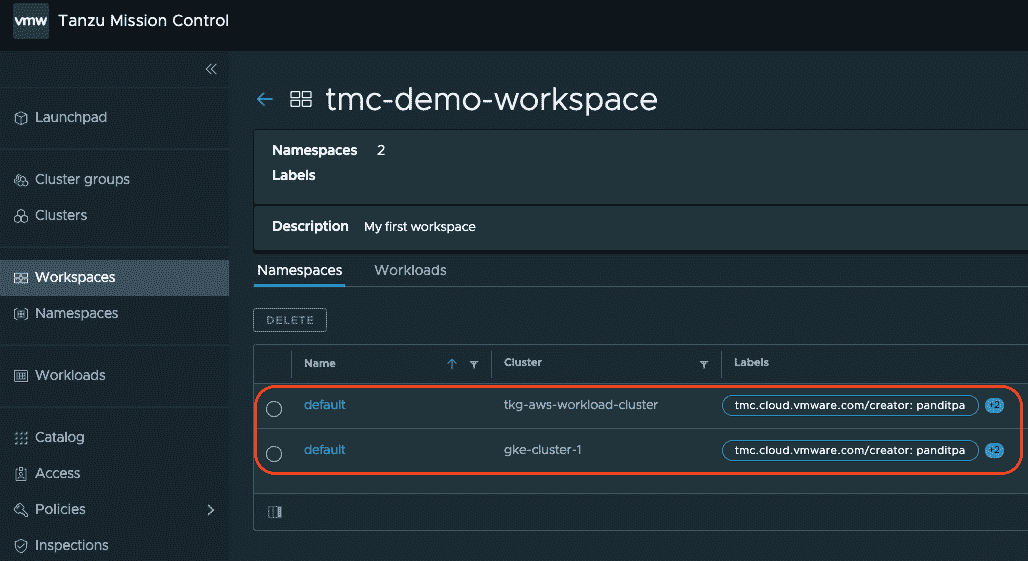 vmw Tanzu Mission Control
Launchpad
Cluster groups
Clusters
Workspaces
Namespaces
Workloads
Catalog
Access
Policies
Inspections
tmc-demo-workspace
Namespaces 2
Labels
Description My first workspace
Namespaces Workloads
DELETE
Name Cluster Labels
default tkg-aws-workload-cluster tmc.cloud.vmware.com/creator: panditpa +2
default gke-cluster-1 tmc.cloud.vmware.com/creator: panditpa +2